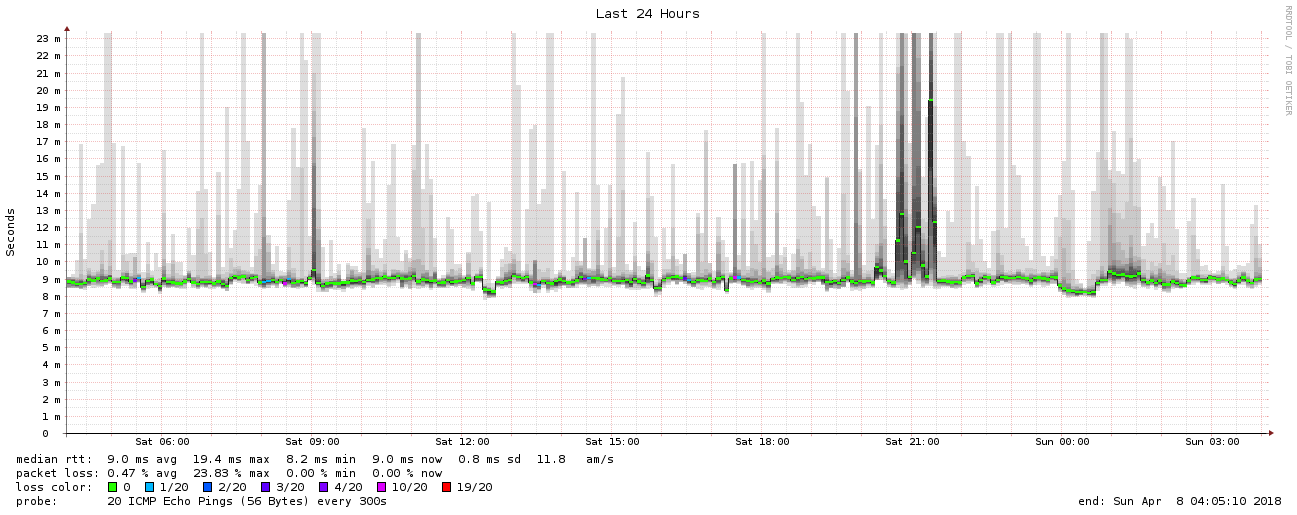 Last 24 Hours
RRDTOOL / TOBI OETIKER
Seconds
23 m
22 m
21 m
20 m
19 m
18 m
17 m
16 m
15 m
14 m
13 m
12 m
11 m
10 m
9 m
8 m
7 m
6 m
5 m
4 m
3 m
2 m
1 m
0
Sat 06:00 Sat 09:00 Sat 12:00 Sat 15:00 Sat 18:00 Sat 21:00 Sun 00:00 Sun 03:00
median rtt: 9.0 ms avg 19.4 ms max 8.2 ms min 9.0 ms now 0.8 ms sd 11.8 am/s
packet loss: 0.47 % avg 23.83 % max 0.00 % min 0.00 % now
loss color: 0 1/20 2/20 3/20 4/20 10/20 19/20
probe: 20 ICMP Echo Pings (56 Bytes) every 300s end: Sun Apr 8 04:05:10 2018